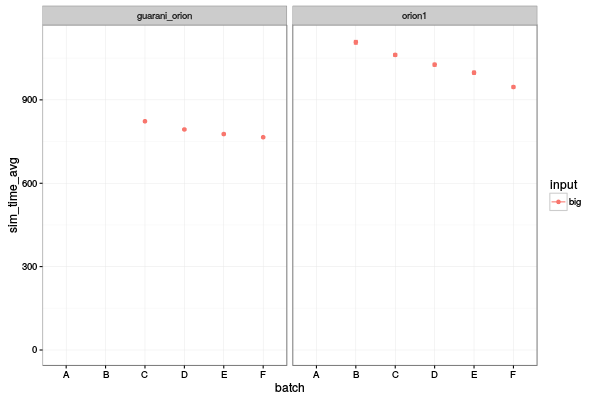 guarani_orion
orion1
sim_time_avg
900
600
300
0
A B C D E F
A B C D E F
batch
input
big